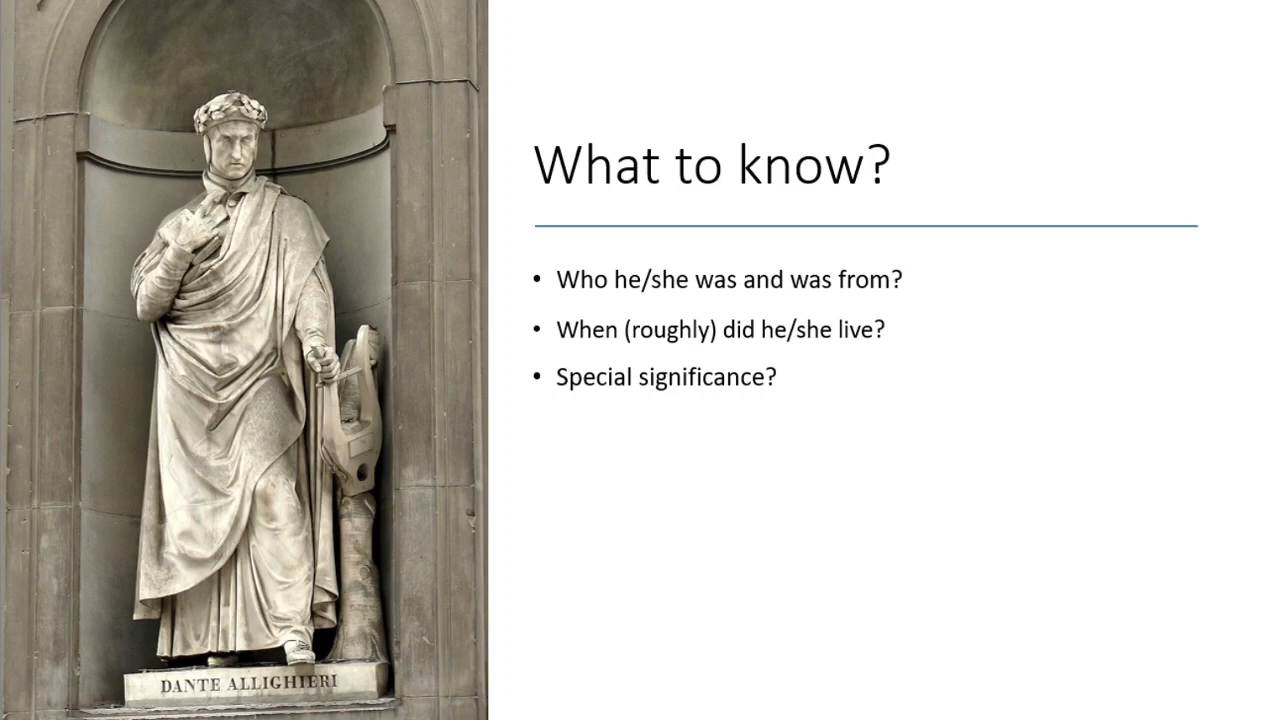 What to know?
• Who he/she was and was from?
• When (roughly) did he/she live?
• Special significance?
DANTE ALLIGHIERI